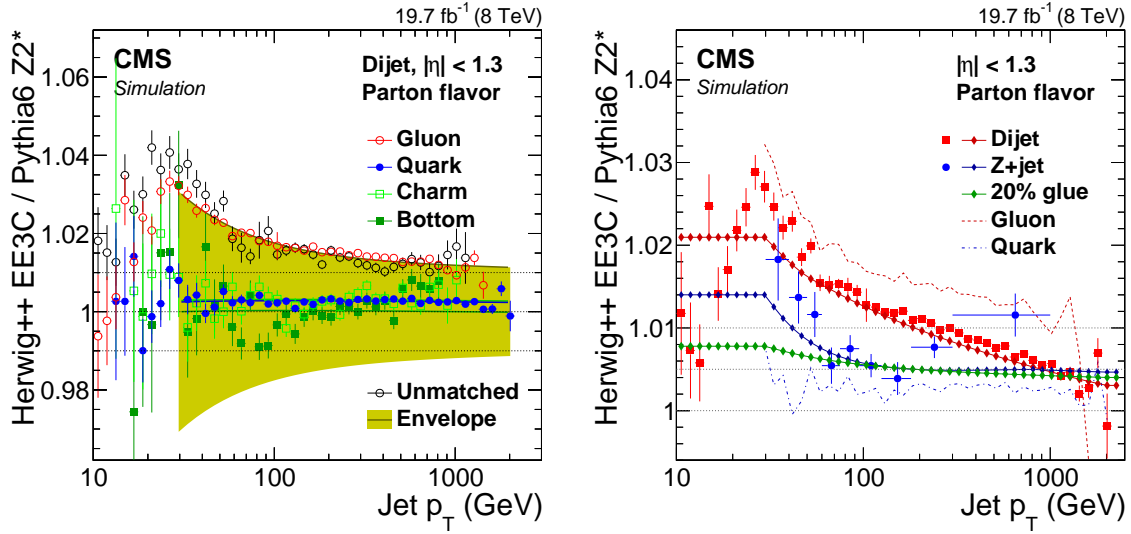 19.7 fb⁻¹ (8 TeV)
CMS
Simulation
Dijet, |η| < 1.3
Parton flavor
Gluon
Quark
Charm
Bottom
Unmatched
Envelope
Herwig++ EE3C / Pythia6 Z2*
1.06
1.04
1.02
1.00
0.98
10
100
1000
Jet p_T (GeV)
19.7 fb⁻¹ (8 TeV)
CMS
Simulation
|η| < 1.3
Parton flavor
Dijet
Z+jet
20% glue
Gluon
Quark
Herwig++ EE3C / Pythia6 Z2*
1.04
1.03
1.02
1.01
1
10
100
1000
Jet p_T (GeV)